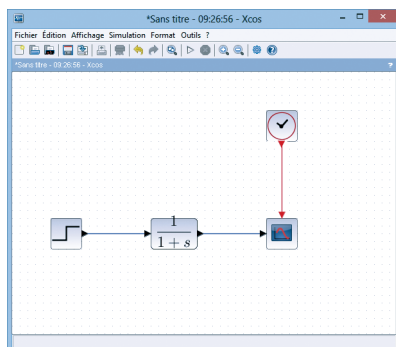 *Sans titre - 09:26:56 - Xcos
Fichier Édition Affichage Simulation Format Outils ?
*Sans titre - 09:26:56 - Xcos ?
1
1 + s